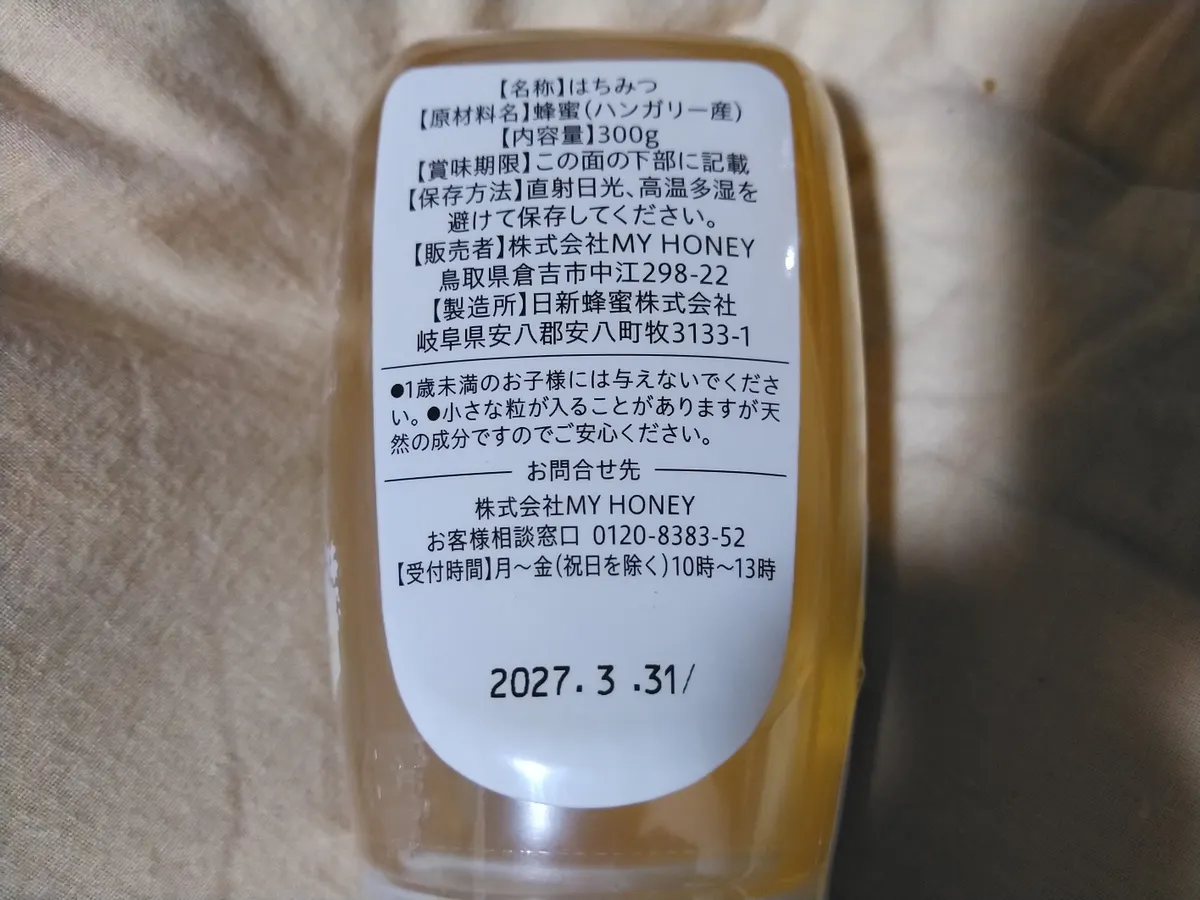 【名称】はちみつ
【原材料名】蜂蜜(ハンガリー産)
【内容量】300g
【賞味期限】この面の下部に記載
【保存方法】直射日光、高温多湿を
避けて保存してください。
【販売者】株式会社MY HONEY
鳥取県倉吉市中江298-22
【製造所】日新蜂蜜株式会社
岐阜県安八郡安八町牧3133-1
●1歳未満のお子様には与えないでくださ
い。●小さな粒が入ることがありますが天
然の成分ですのでご安心ください。
お問合せ先
株式会社MY HONEY
お客様相談窓口 0120-8383-52
【受付時間】月〜金(祝日を除く)10時〜13時
2027. 3 .31/